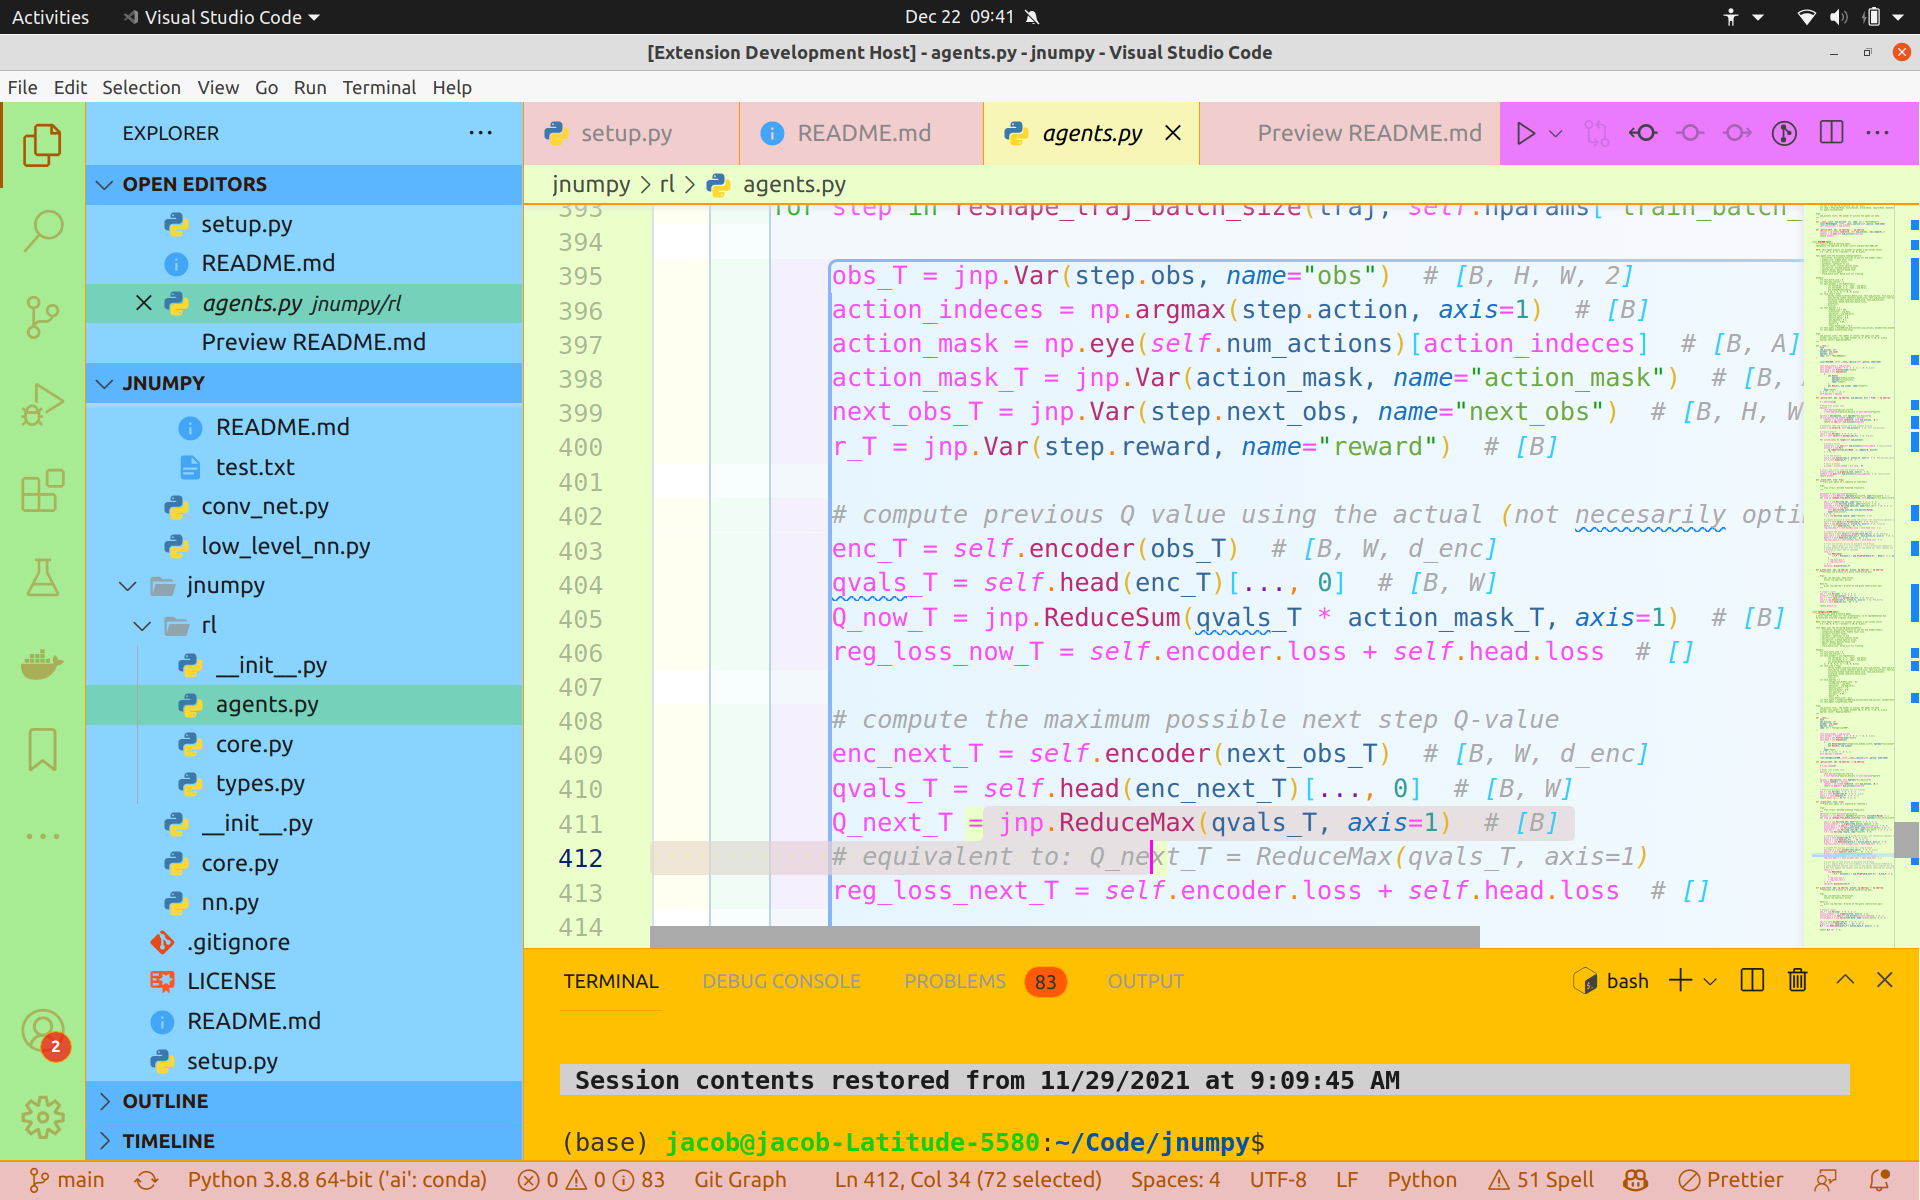 Activities
Visual Studio Code
Dec 22 09:41
[Extension Development Host] - agents.py - jnumpy - Visual Studio Code
File Edit Selection View Go Run Terminal Help
EXPLORER
OPEN EDITORS
setup.py
README.md
agents.py jnumpy/rl
Preview README.md
JNUMPY
README.md
test.txt
conv_net.py
low_level_nn.py
jnumpy
rl
__init__.py
agents.py
core.py
types.py
__init__.py
core.py
nn.py
.gitignore
LICENSE
README.md
setup.py
OUTLINE
TIMELINE
2
setup.py README.md agents.py Preview README.md
jnumpy > rl > agents.py
393 for step in reshape_traj_batch_size(traj, self.hparams["train_batch_
394
395 obs_T = jnp.Var(step.obs, name="obs")  # [B, H, W, 2]
396 action_indeces = np.argmax(step.action, axis=1)  # [B]
397 action_mask = np.eye(self.num_actions)[action_indeces]  # [B, A]
398 action_mask_T = jnp.Var(action_mask, name="action_mask")  # [B,
399 next_obs_T = jnp.Var(step.next_obs, name="next_obs")  # [B, H, W
400 r_T = jnp.Var(step.reward, name="reward")  # [B]
401
402 # compute previous Q value using the actual (not necesarily opti
403 enc_T = self.encoder(obs_T)  # [B, W, d_enc]
404 qvals_T = self.head(enc_T)[..., 0]  # [B, W]
405 Q_now_T = jnp.ReduceSum(qvals_T * action_mask_T, axis=1)  # [B]
406 reg_loss_now_T = self.encoder.loss + self.head.loss  # []
407
408 # compute the maximum possible next step Q-value
409 enc_next_T = self.encoder(next_obs_T)  # [B, W, d_enc]
410 qvals_T = self.head(enc_next_T)[..., 0]  # [B, W]
411 Q_next_T = jnp.ReduceMax(qvals_T, axis=1)  # [B]
412 # equivalent to: Q_next_T = ReduceMax(qvals_T, axis=1)
413 reg_loss_next_T = self.encoder.loss + self.head.loss  # []
414
TERMINAL DEBUG CONSOLE PROBLEMS 83 OUTPUT
bash
Session contents restored from 11/29/2021 at 9:09:45 AM
(base) jacob@jacob-Latitude-5580:~/Code/jnumpy$
main Python 3.8.8 64-bit ('ai': conda) 0 0 83 Git Graph Ln 412, Col 34 (72 selected) Spaces: 4 UTF-8 LF Python 51 Spell Prettier